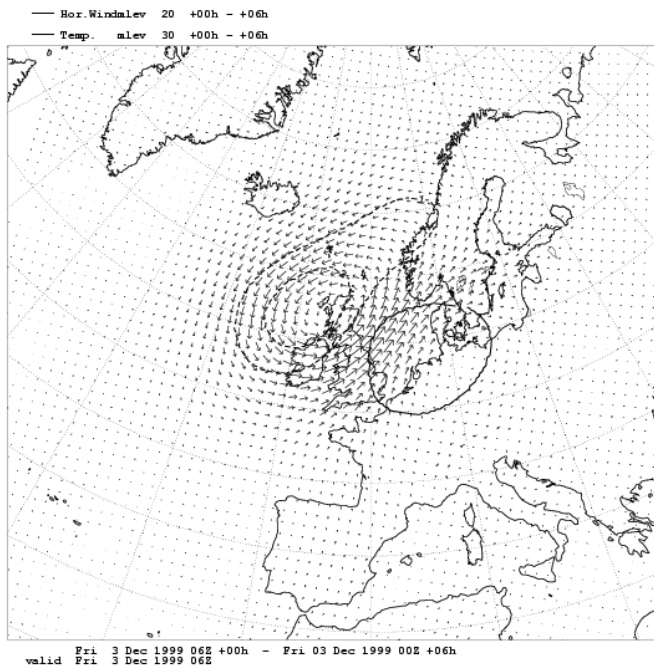 Hor.Windmlev 20 +00h - +06h
Temp. mlev 30 +00h - +06h
Fri 3 Dec 1999 06Z +00h - Fri 03 Dec 1999 00Z +06h
valid Fri 3 Dec 1999 06Z